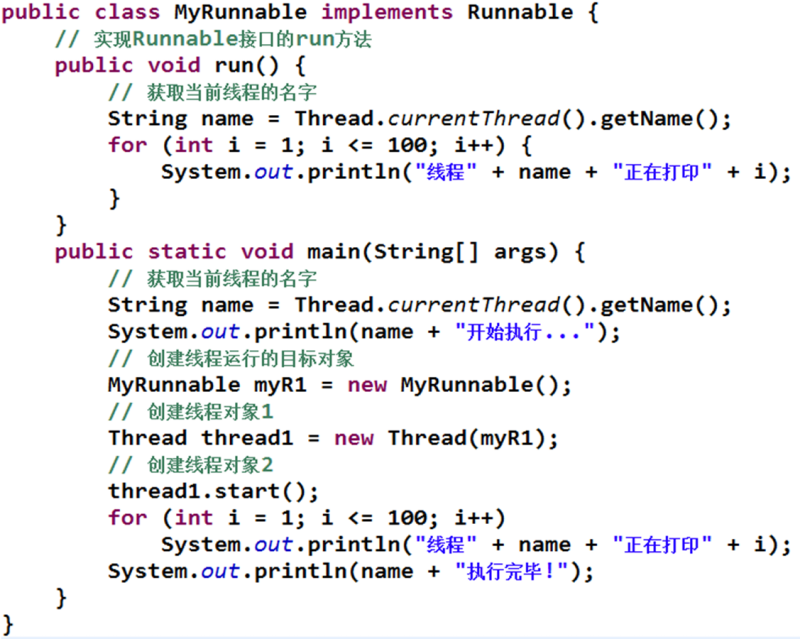 public class MyRunnable implements Runnable {
    // 实现Runnable接口的run方法
    public void run() {
        // 获取当前线程的名字
        String name = Thread.currentThread().getName();
        for (int i = 1; i <= 100; i++) {
            System.out.println("线程" + name + "正在打印" + i);
        }
    }
    public static void main(String[] args) {
        // 获取当前线程的名字
        String name = Thread.currentThread().getName();
        System.out.println(name + "开始执行...");
        // 创建线程运行的目标对象
        MyRunnable myR1 = new MyRunnable();
        // 创建线程对象1
        Thread thread1 = new Thread(myR1);
        // 创建线程对象2
        thread1.start();
        for (int i = 1; i <= 100; i++)
            System.out.println("线程" + name + "正在打印" + i);
        System.out.println(name + "执行完毕!");
    }
}